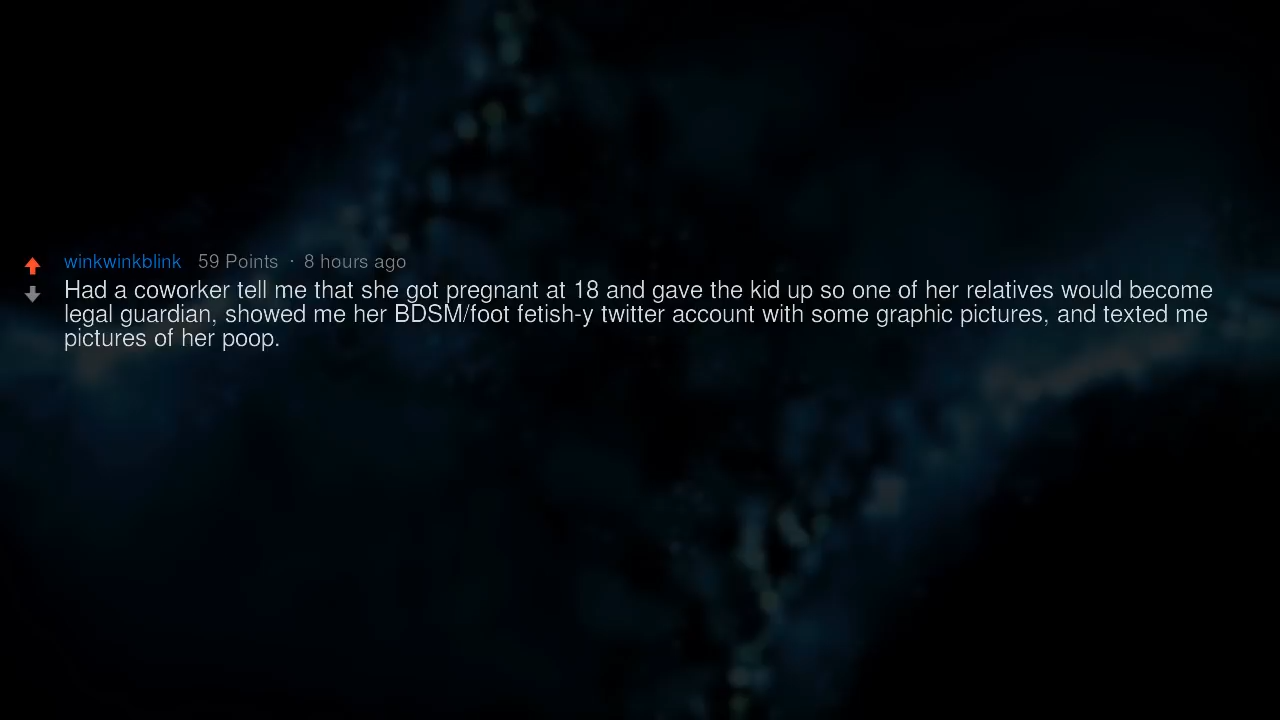 winkwinkblink 59 Points · 8 hours ago
Had a coworker tell me that she got pregnant at 18 and gave the kid up so one of her relatives would become
legal guardian, showed me her BDSM/foot fetish-y twitter account with some graphic pictures, and texted me
pictures of her poop.